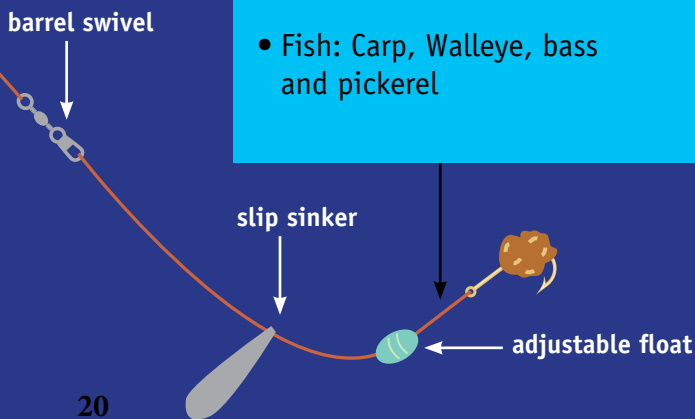 barrel swivel
• Fish: Carp, Walleye, bass
and pickerel
slip sinker
adjustable float
20